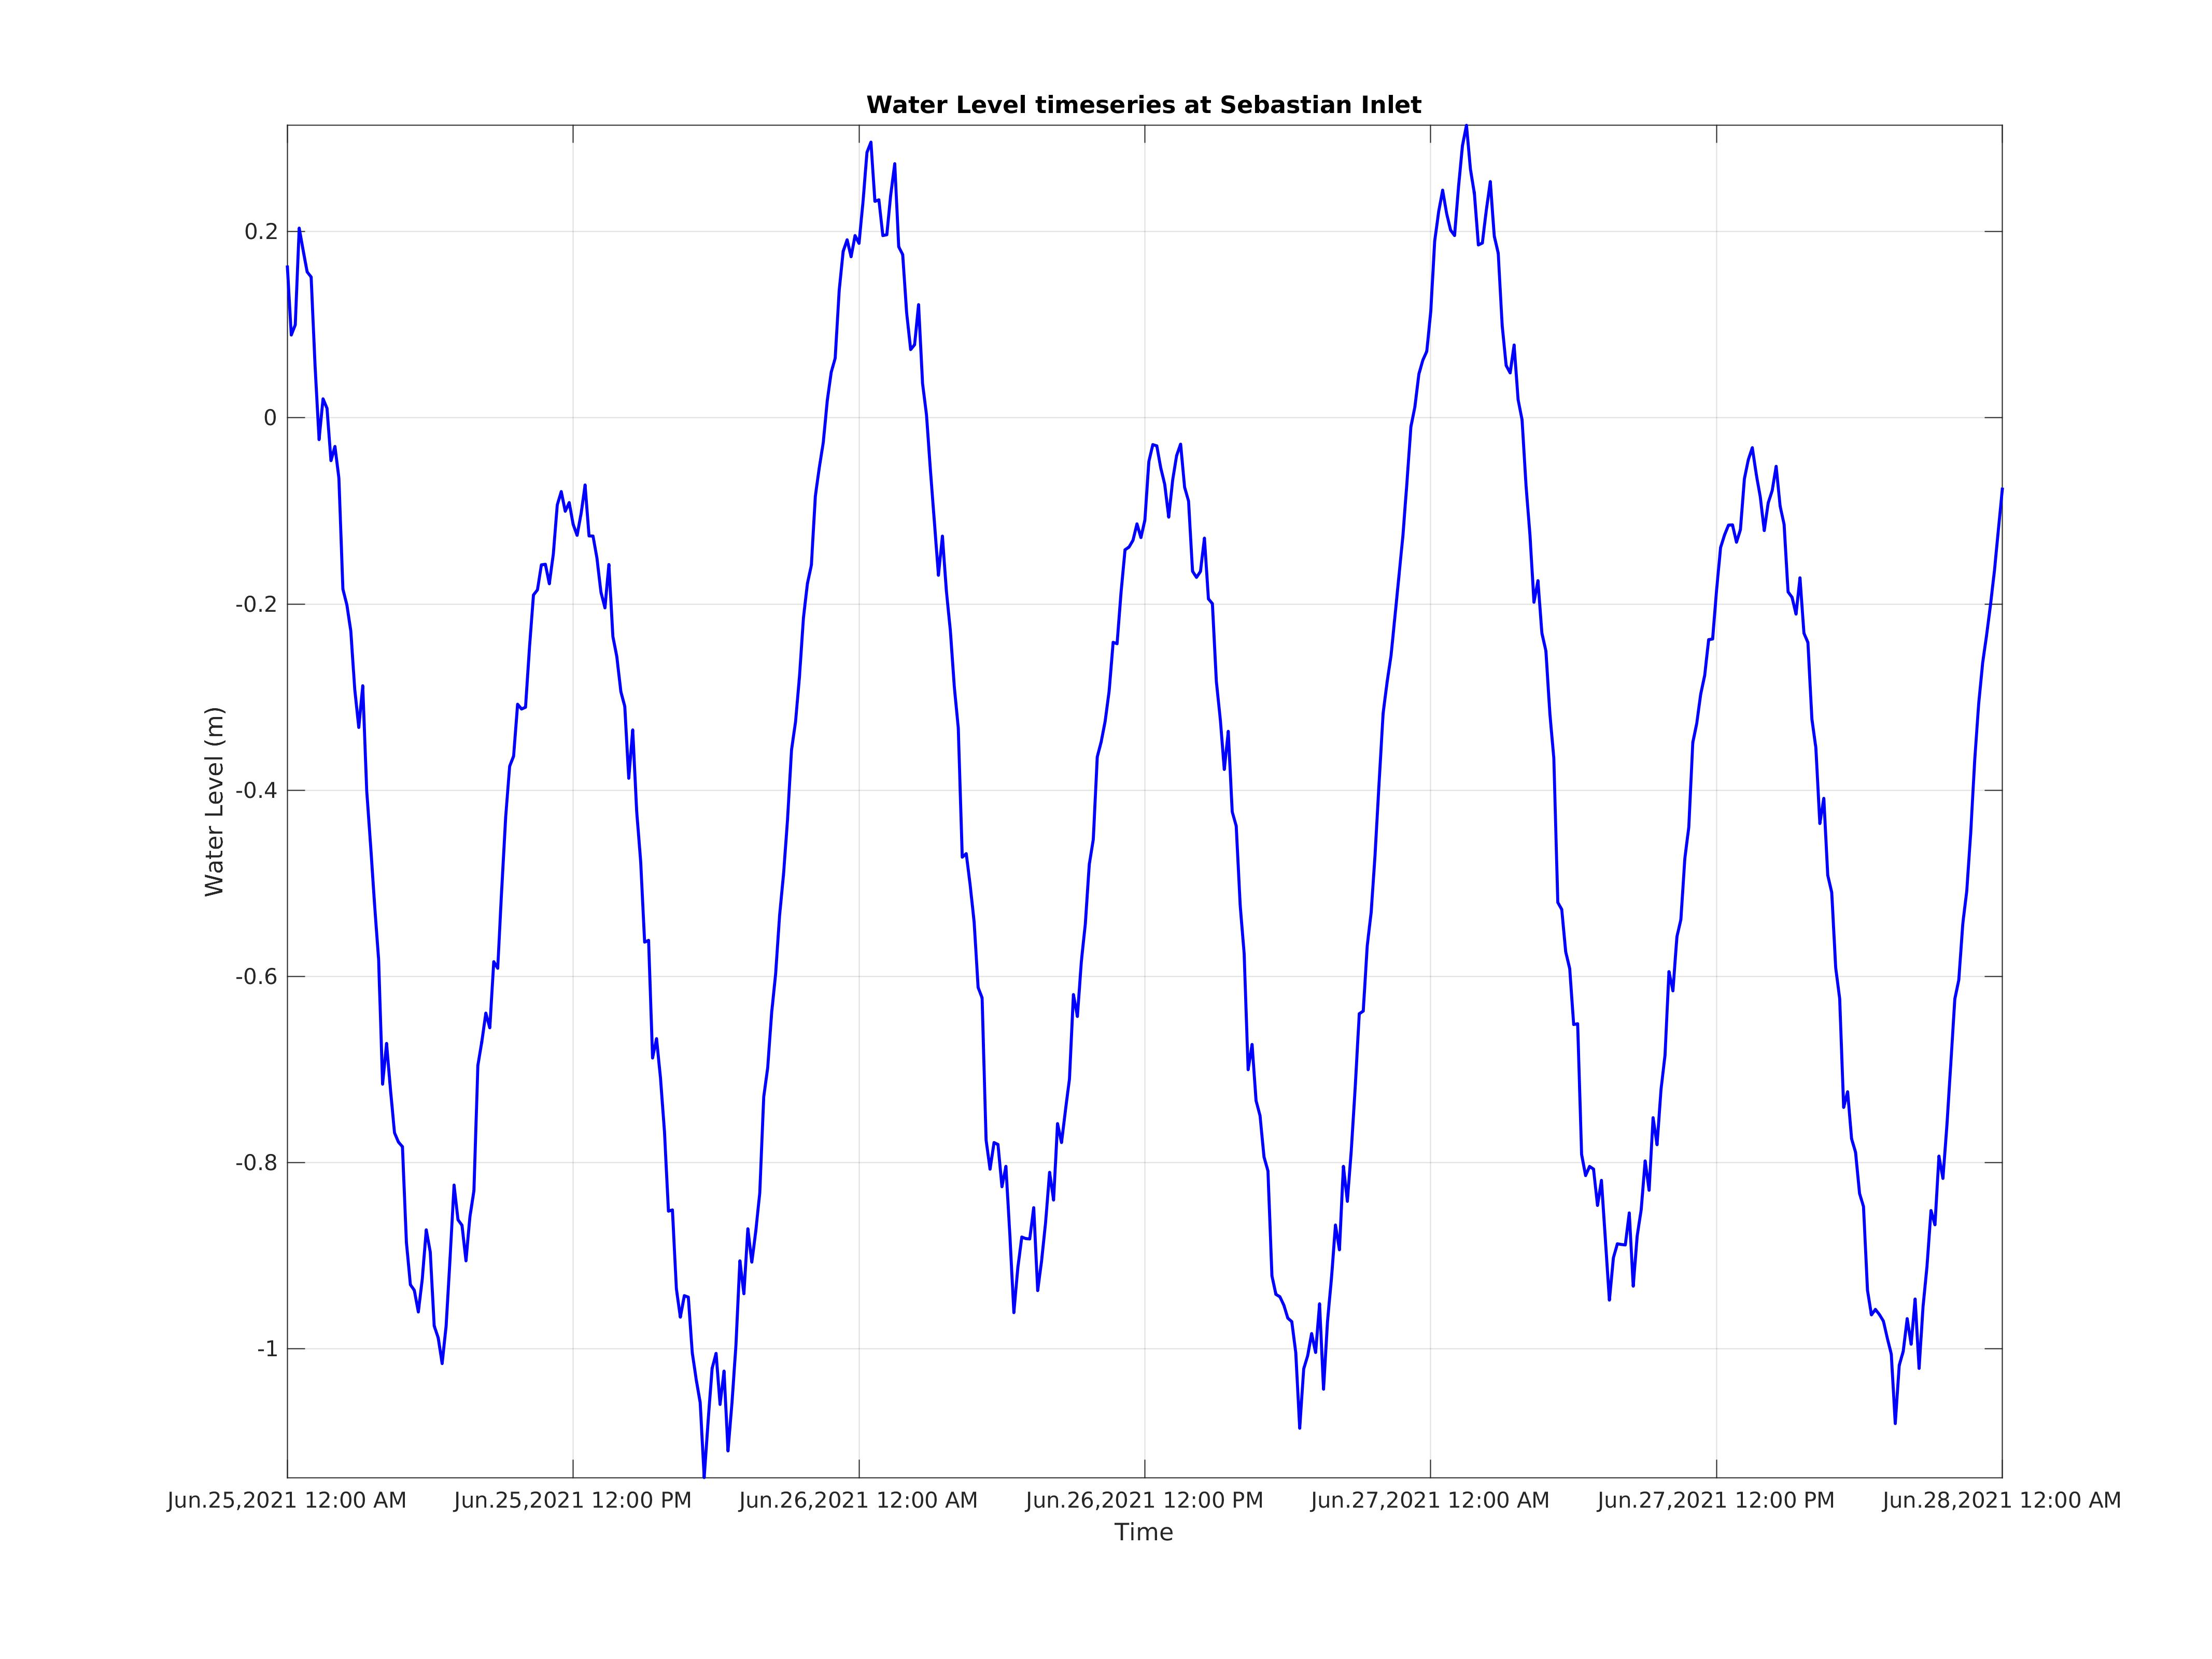 Water Level timeseries at Sebastian Inlet
0.2
0
-0.2
-0.4
-0.6
-0.8
-1
Water Level (m)
Jun.25,2021 12:00 AM
Jun.25,2021 12:00 PM
Jun.26,2021 12:00 AM
Jun.26,2021 12:00 PM
Jun.27,2021 12:00 AM
Jun.27,2021 12:00 PM
Jun.28,2021 12:00 AM
Time